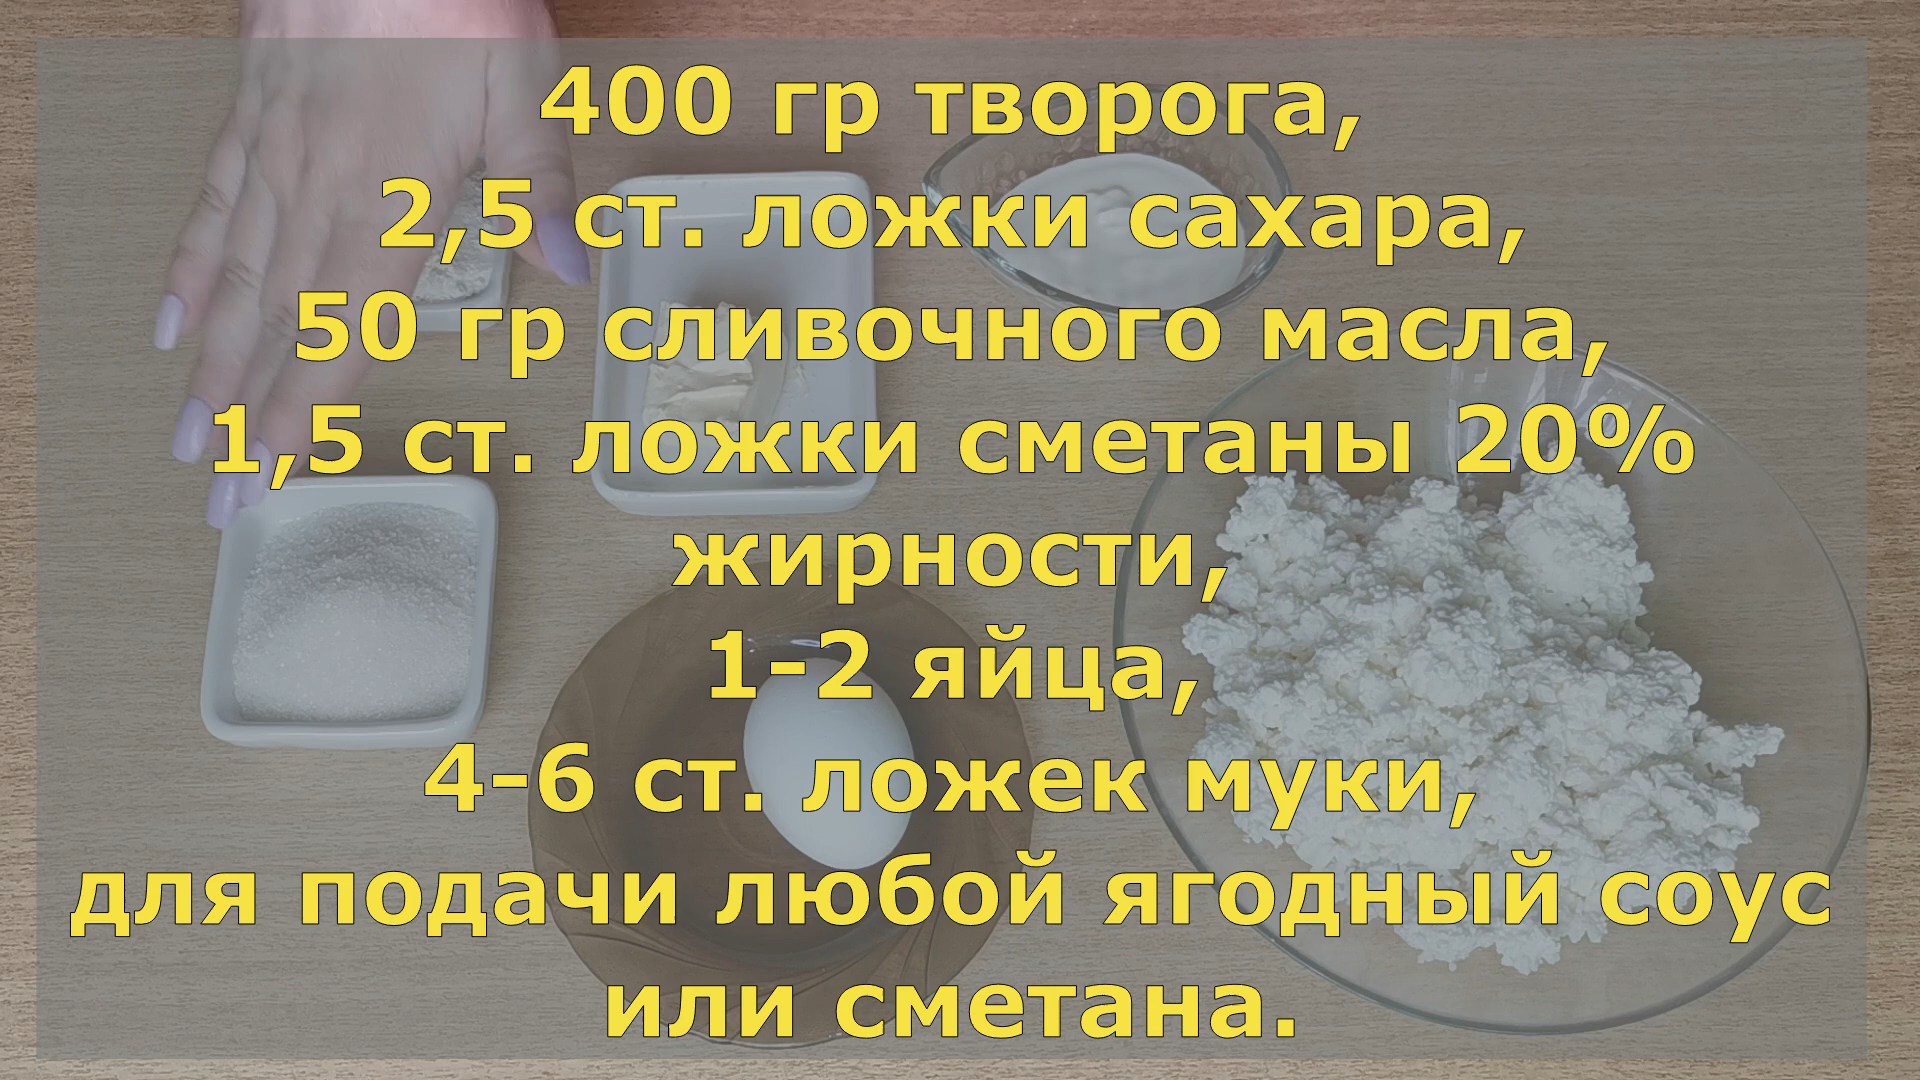 400 гр творога,
2,5 ст. ложки сахара,
50 гр сливочного масла,
1,5 ст. ложки сметаны 20%
жирности,
1-2 яйца,
4-6 ст. ложек муки,
для подачи любой ягодный соус
или сметана.